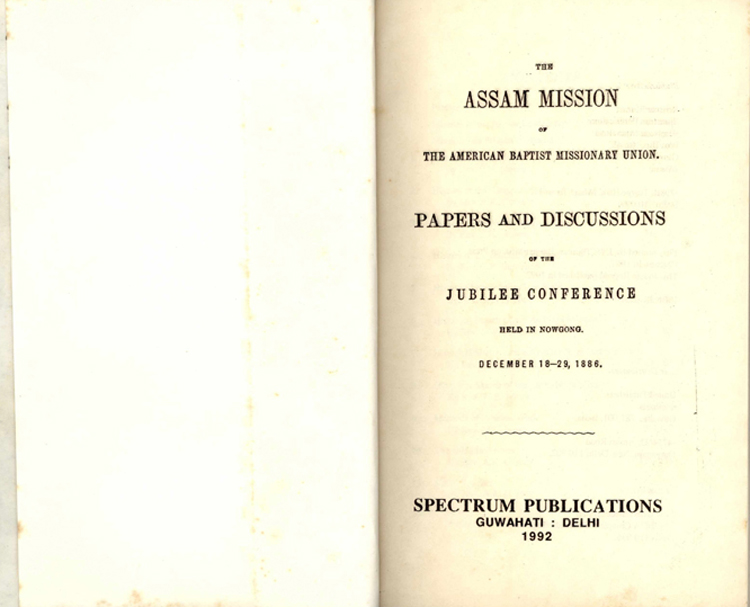 THE
ASSAM MISSION
OF
THE AMERICAN BAPTIST MISSIONARY UNION.
PAPERS AND DISCUSSIONS
OF THE
JUBILEE CONFERENCE
HELD IN NOWGONG.
DECEMBER 18–29, 1886.
SPECTRUM PUBLICATIONS
GUWAHATI : DELHI
1992